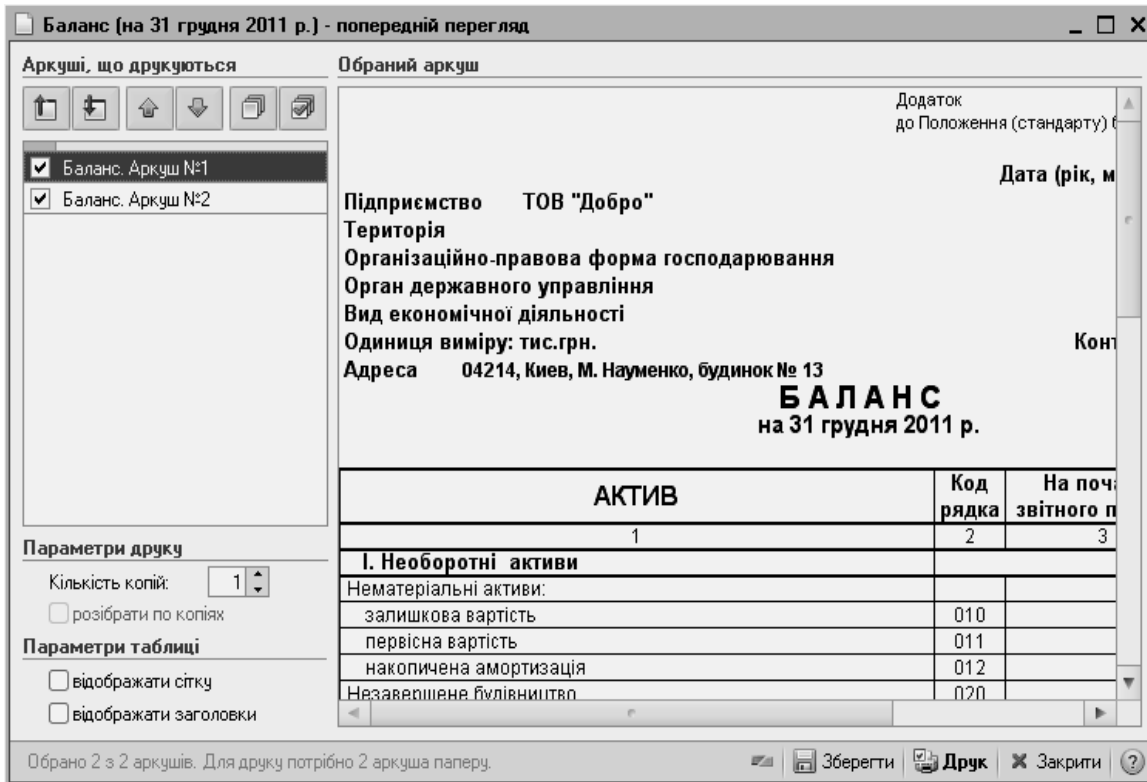 Баланс (на 31 грудня 2011 р.) - попередній перегляд
Аркуші, що друкуються
Обраний аркуш
Баланс. Аркуш №1
Баланс. Аркуш №2
Додаток
до Положення (стандарту) б
Дата (рік, м
Підприємство ТОВ "Добро"
Територія
Організаційно-правова форма господарювання
Орган державного управління
Вид економічної діяльності
Одиниця виміру: тис.грн. Конт
Адреса 04214, Киев, М. Науменко, будинок № 13
БАЛАНС
на 31 грудня 2011 р.
АКТИВ Код рядка На поча звітного п
1 2 3
І. Необоротні активи
Нематеріальні активи:
залишкова вартість 010
первісна вартість 011
накопичена амортизація 012
Незавершене будівництво 020
Параметри друку
Кількість копій: 1
розібрати по копіях
Параметри таблиці
відображати сітку
відображати заголовки
Обрано 2 з 2 аркушів. Для друку потрібно 2 аркуша паперу.
Зберегти Друк Закрити ?